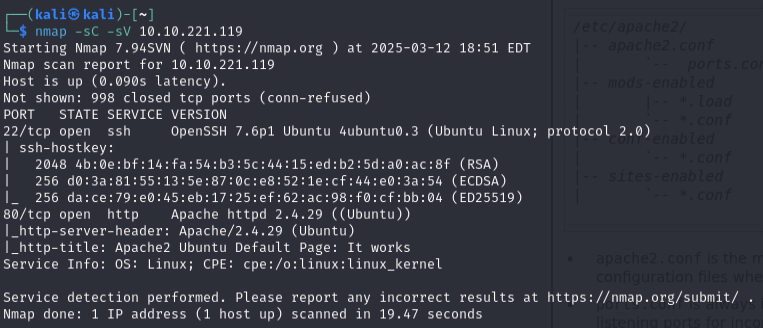 ┌──(kali㉿kali)-[~]
└─$ nmap -sC -sV 10.10.221.119
Starting Nmap 7.94SVN ( https://nmap.org ) at 2025-03-12 18:51 EDT
Nmap scan report for 10.10.221.119
Host is up (0.090s latency).
Not shown: 998 closed tcp ports (conn-refused)
PORT   STATE SERVICE VERSION
22/tcp open  ssh     OpenSSH 7.6p1 Ubuntu 4ubuntu0.3 (Ubuntu Linux; protocol 2.0)
| ssh-hostkey:
|   2048 4b:0e:bf:14:fa:54:b3:5c:44:15:ed:b2:5d:a0:ac:8f (RSA)
|   256 d0:3a:81:55:13:5e:87:0c:e8:52:1e:cf:44:e0:3a:54 (ECDSA)
|_  256 da:ce:79:e0:45:eb:17:25:ef:62:ac:98:f0:cf:bb:04 (ED25519)
80/tcp open  http    Apache httpd 2.4.29 ((Ubuntu))
|_http-server-header: Apache/2.4.29 (Ubuntu)
|_http-title: Apache2 Ubuntu Default Page: It works
Service Info: OS: Linux; CPE: cpe:/o:linux:linux_kernel
Service detection performed. Please report any incorrect results at https://nmap.org/submit/ .
Nmap done: 1 IP address (1 host up) scanned in 19.47 seconds
/etc/apache2/
|-- apache2.conf
|       `--  ports.co
|-- mods-enabled
|       |-- *.load
|       `-- *.conf
|-- conf-enabled
|       `-- *.conf
|-- sites-enabled
|       `-- *.conf
apache2.conf is the
configuration files
is always
listening ports for